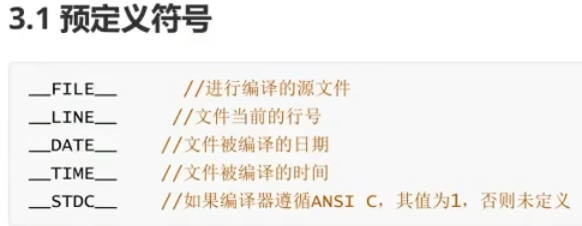 3.1 预定义符号
__FILE__ //进行编译的源文件
__LINE__ //文件当前的行号
__DATE__ //文件被编译的日期
__TIME__ //文件被编译的时间
__STDC__ //如果编译器遵循ANSI C，其值为1，否则未定义